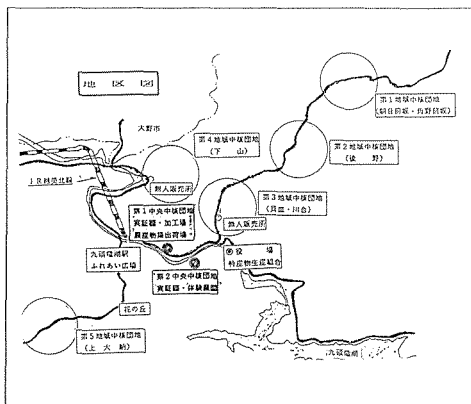 地区図
大野市
第1地域中核団地
(朝日前坂・角野前坂)
第2地域中核団地
(後野)
第4地域中核団地
(下山)
無人販売所
JR越美北線
第3地域中核団地
(貝皿・川合)
無人販売所
第1中央中核団地
実証圃・加工場
農産物集出荷場
◎役場
特産物生産組合
九頭竜湖駅
ふれあい広場
第2中央中核団地
実証圃・体験農園
花の丘
第5地域中核団地
(上大納)
九頭竜湖